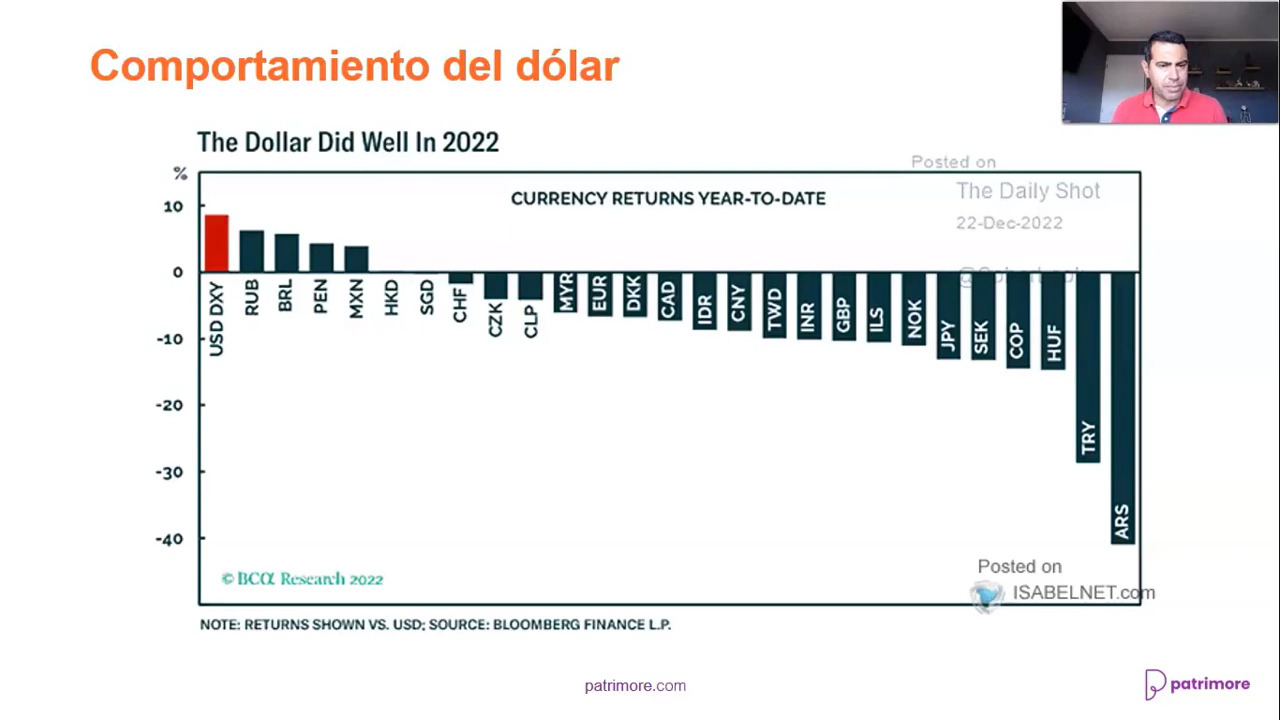 Comportamiento del dólar
The Dollar Did Well In 2022
Posted on
The Daily Shot
22-Dec-2022
%
CURRENCY RETURNS YEAR-TO-DATE
10
0
-10
-20
-30
-40
USD DXY
RUB
BRL
PEN
MXN
HKD
SGD
CHF
CZK
CLP
MYR
EUR
DKK
CAD
IDR
CNY
TWD
INR
GBP
ILS
NOK
JPY
SEK
COP
HUF
TRY
ARS
© BCα Research 2022
Posted on
ISABELNET.com
NOTE: RETURNS SHOWN VS. USD; SOURCE: BLOOMBERG FINANCE L.P.
patrimore.com
patrimore